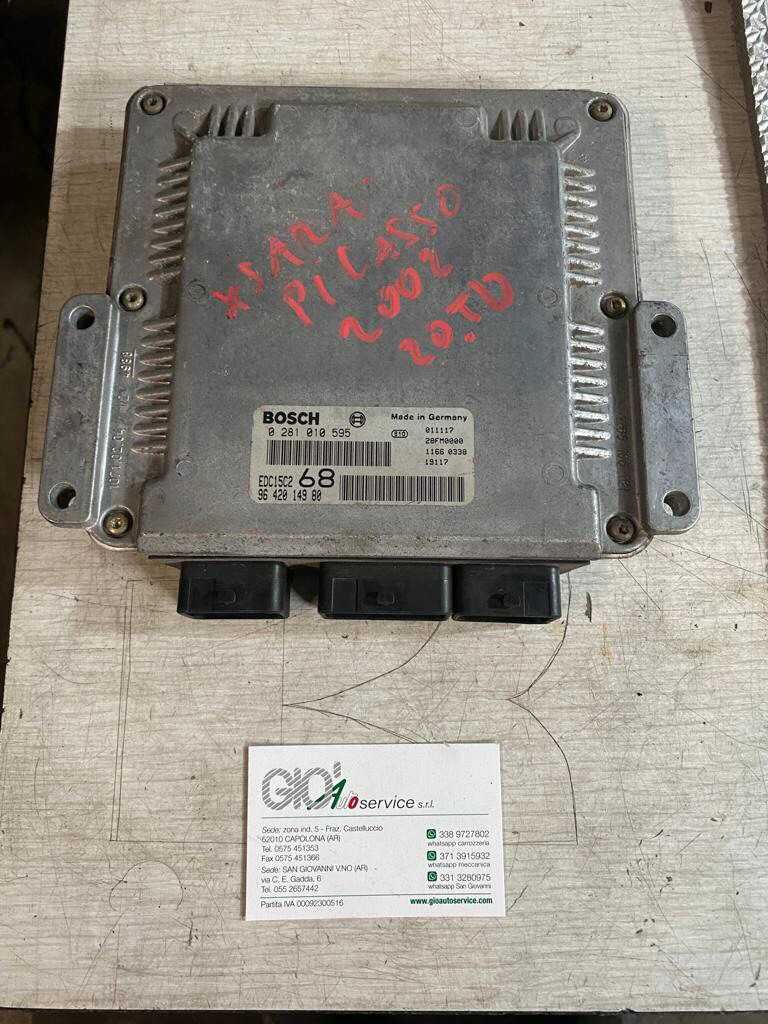 XSARA
PICASSO
2002
20.TD
BOSCH
Made in Germany
0 281 010 595
010
011117
28FM0000
1166 0338
19117
EDC15C2 68
96 420 149 80
GIO' Auto service s.r.l.
Sede: zona ind. 5 - Fraz. Castelluccio
52010 CAPOLONA (AR)
Tel. 0575 451353
Fax 0575 451366
Sede: SAN GIOVANNI V.NO (AR)
via C. E. Gadda, 6
Tel. 055 2657442
Partita IVA 00092300516
338 9727802
whatsapp carrozzeria
371 3915932
whatsapp meccanica
331 3280975
whatsapp San Giovanni
www.gioautoservice.com